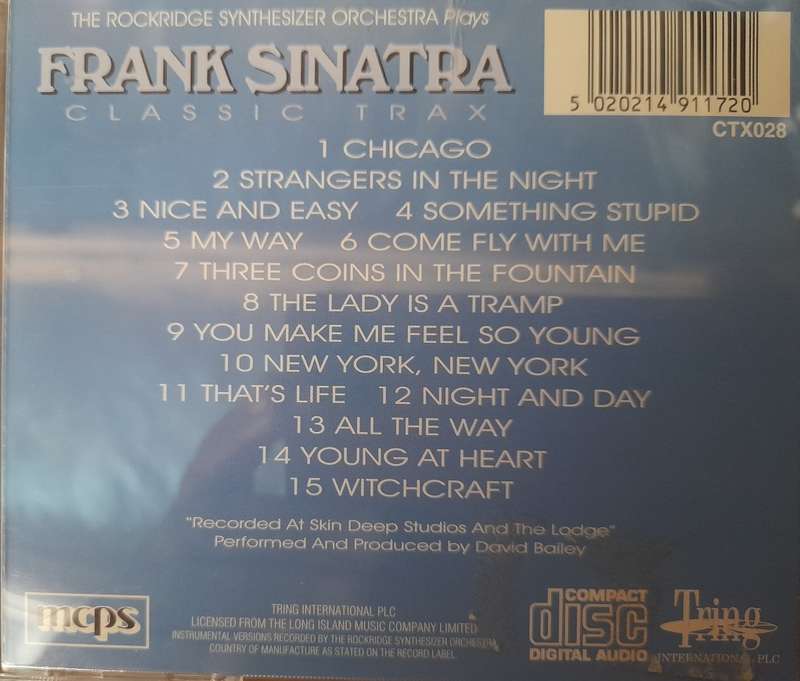 THE ROCKRIDGE SYNTHESIZER ORCHESTRA Plays
FRANK SINATRA
CLASSIC TRAX
5 020214 911720
CTX028
1 CHICAGO
2 STRANGERS IN THE NIGHT
3 NICE AND EASY 4 SOMETHING STUPID
5 MY WAY 6 COME FLY WITH ME
7 THREE COINS IN THE FOUNTAIN
8 THE LADY IS A TRAMP
9 YOU MAKE ME FEEL SO YOUNG
10 NEW YORK, NEW YORK
11 THAT'S LIFE 12 NIGHT AND DAY
13 ALL THE WAY
14 YOUNG AT HEART
15 WITCHCRAFT
"Recorded At Skin Deep Studios And The Lodge"
Performed And Produced by David Bailey
mcps
TRING INTERNATIONAL PLC
LICENSED FROM THE LONG ISLAND MUSIC COMPANY LIMITED
INSTRUMENTAL VERSIONS RECORDED BY THE ROCKRIDGE SYNTHESIZER ORCHESTRA
COUNTRY OF MANUFACTURE AS STATED ON THE RECORD LABEL.
COMPACT
disc
DIGITAL AUDIO
Tring
INTERNATIONAL PLC